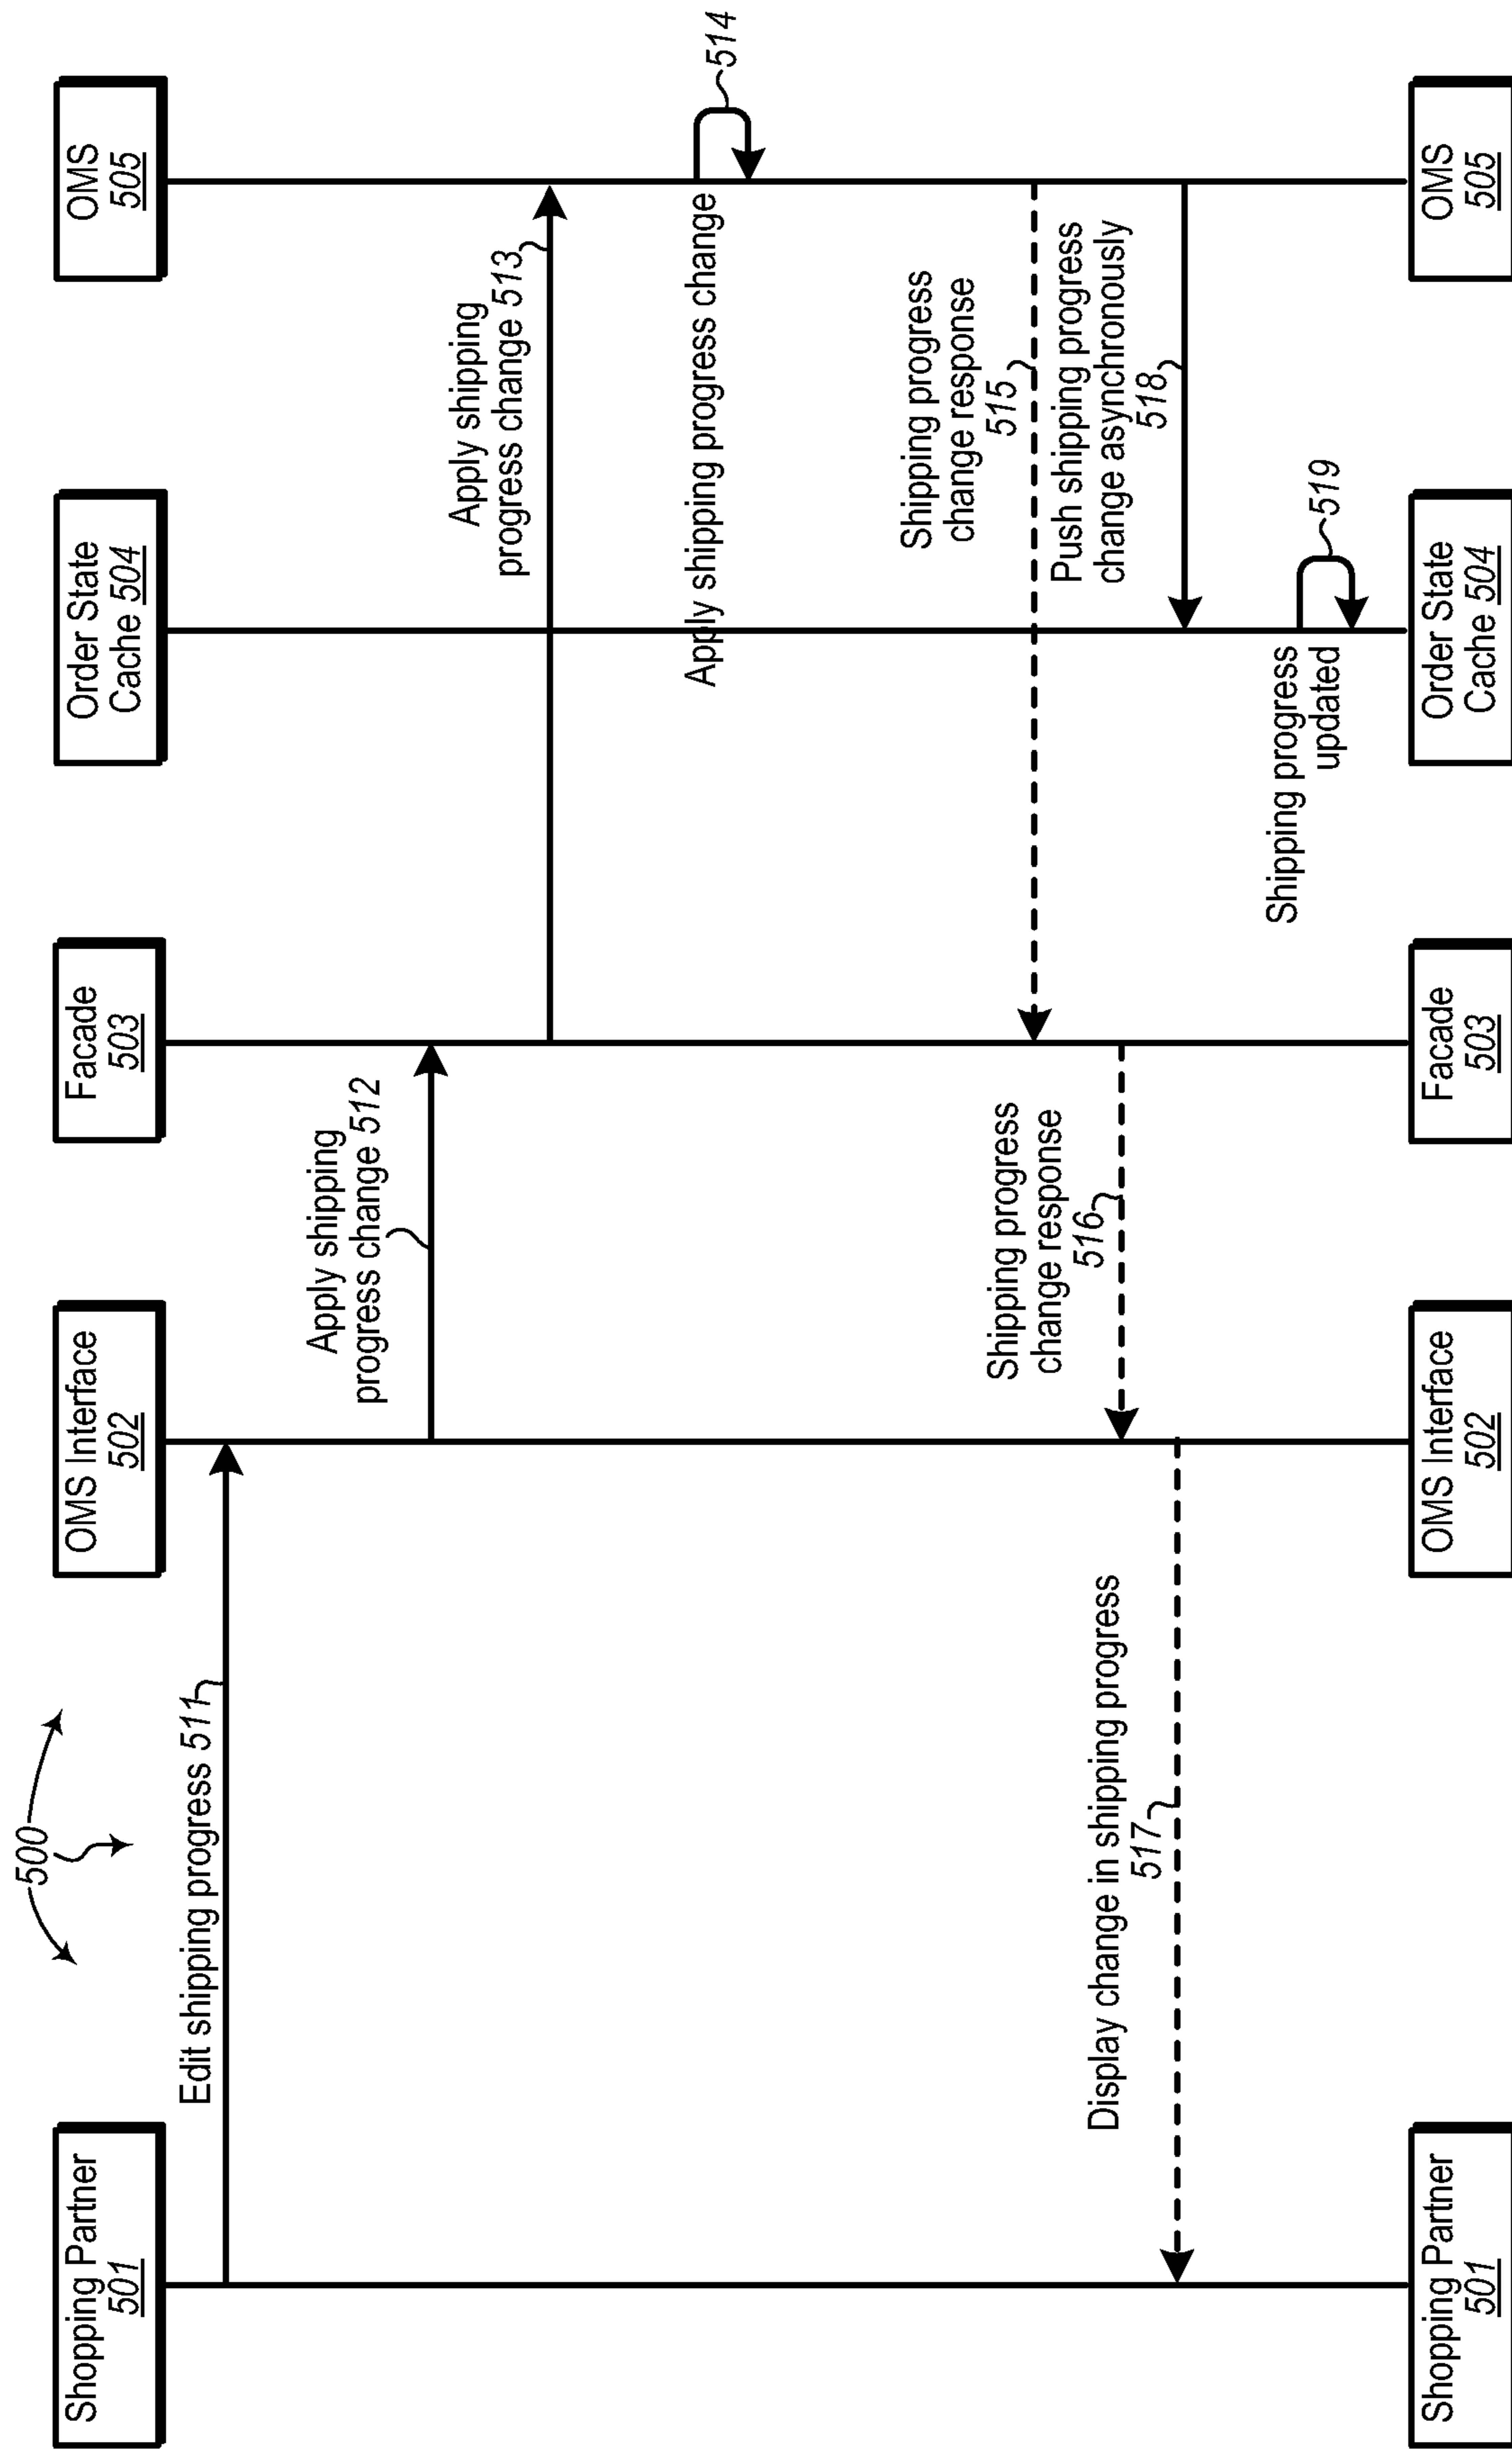 500
Shopping Partner
501
OMS Interface
502
Facade
503
Order State
Cache 504
OMS
505
Edit shipping progress 511
Apply shipping
progress change 512
Apply shipping
progress change 513
Apply shipping progress change
514
Shipping progress
change response
515
Shipping progress
change response
516
Display change in shipping progress
517
Push shipping progress
change asynchronously
518
Shipping progress
updated
519
Shopping Partner
501
OMS Interface
502
Facade
503
Order State
Cache 504
OMS
505